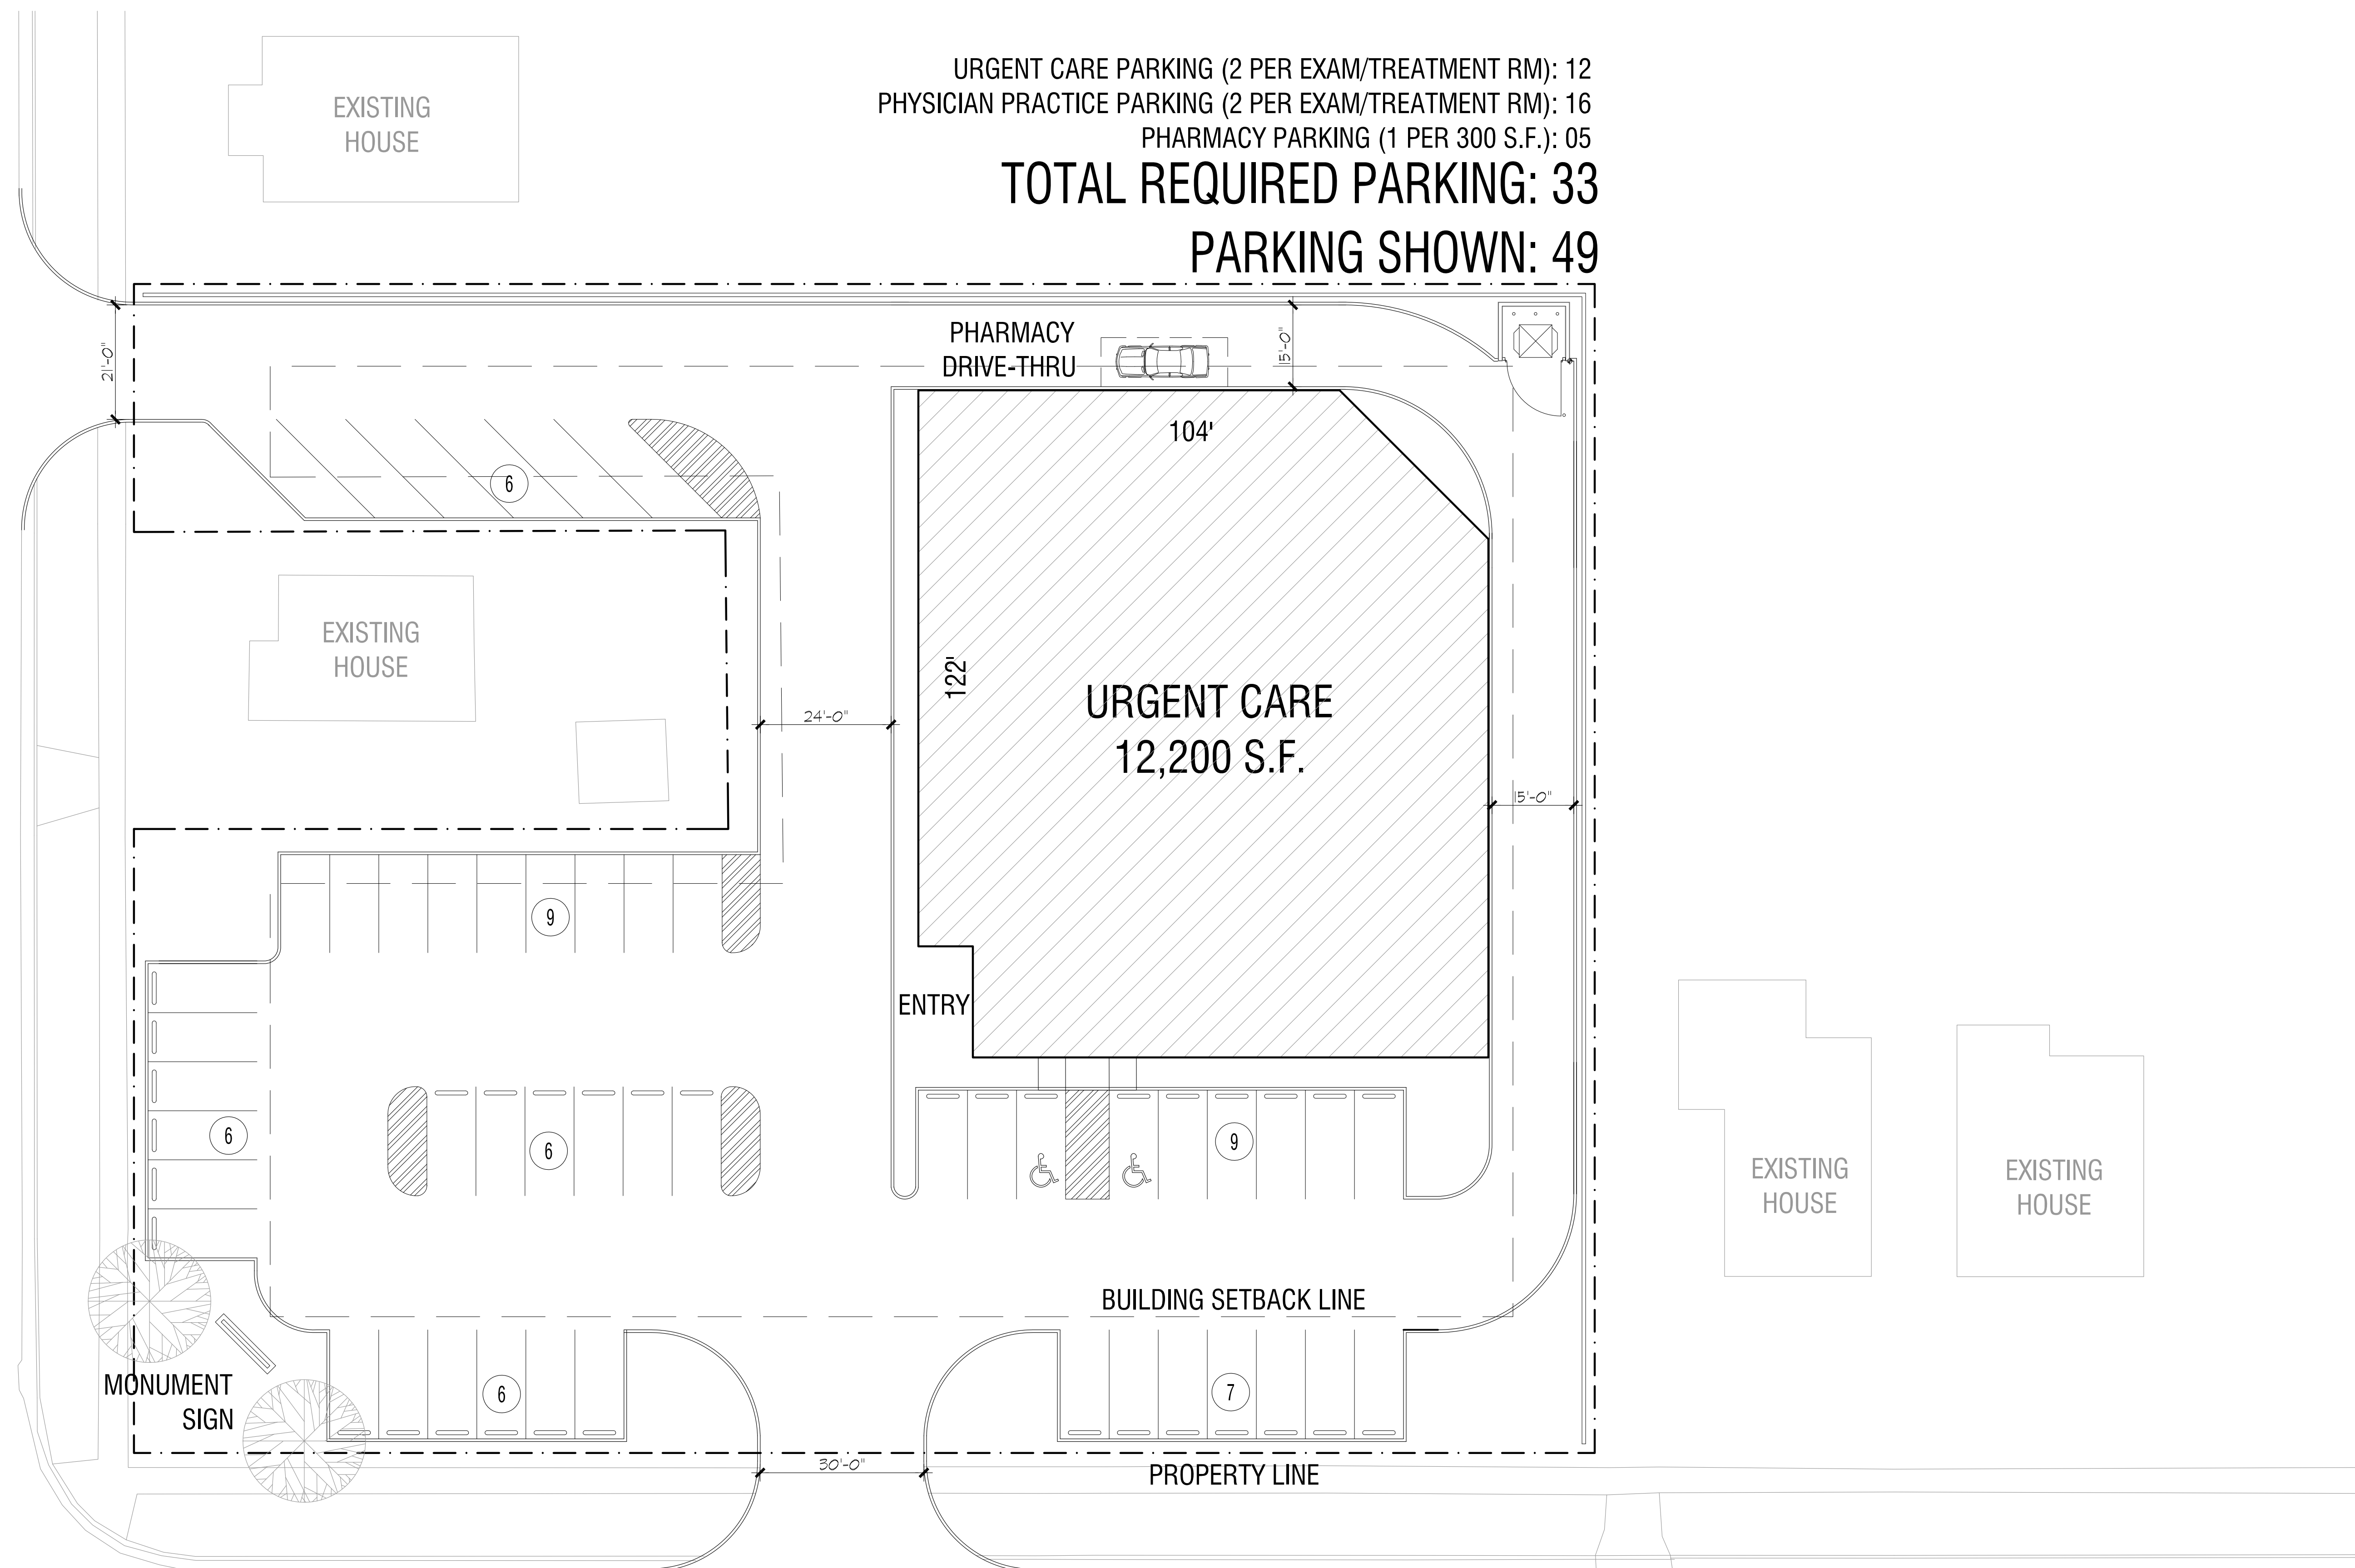 EXISTING
HOUSE
URGENT CARE PARKING (2 PER EXAM/TREATMENT RM): 12
PHYSICIAN PRACTICE PARKING (2 PER EXAM/TREATMENT RM): 16
PHARMACY PARKING (1 PER 300 S.F.): 05
TOTAL REQUIRED PARKING: 33
PARKING SHOWN: 49
21'-0"
PHARMACY
DRIVE-THRU
15'-0"
104'
6
EXISTING
HOUSE
122'
24'-0"
URGENT CARE
12,200 S.F.
15'-0"
9
ENTRY
6
6
9
EXISTING
HOUSE
EXISTING
HOUSE
BUILDING SETBACK LINE
MONUMENT
SIGN
6
7
30'-0"
PROPERTY LINE